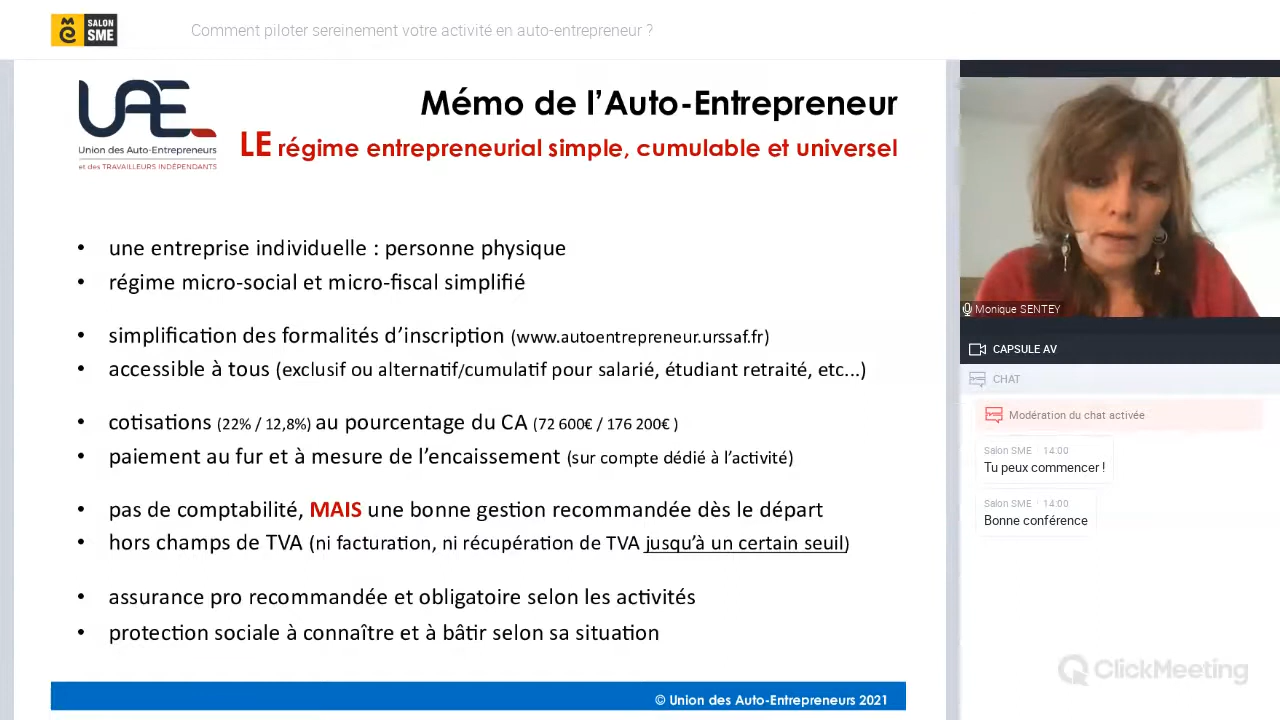 SALON
SME
Comment piloter sereinement votre activité en auto-entrepreneur ?
UAE
Union des Auto-Entrepreneurs
et des TRAVAILLEURS INDÉPENDANTS
Mémo de l'Auto-Entrepreneur
LE régime entrepreneurial simple, cumulable et universel
• une entreprise individuelle : personne physique
• régime micro-social et micro-fiscal simplifié
• simplification des formalités d'inscription (www.autoentrepreneur.urssaf.fr)
• accessible à tous (exclusif ou alternatif/cumulatif pour salarié, étudiant retraité, etc...)
• cotisations (22% / 12,8%) au pourcentage du CA (72 600€ / 176 200€ )
• paiement au fur et à mesure de l'encaissement (sur compte dédié à l'activité)
• pas de comptabilité, MAIS une bonne gestion recommandée dès le départ
• hors champs de TVA (ni facturation, ni récupération de TVA jusqu'à un certain seuil)
• assurance pro recommandée et obligatoire selon les activités
• protection sociale à connaître et à bâtir selon sa situation
© Union des Auto-Entrepreneurs 2021
Monique SENTEY
CAPSULE AV
CHAT
Modération du chat activée
Salon SME · 14:00
Tu peux commencer !
Salon SME · 14:00
Bonne conférence
ClickMeeting